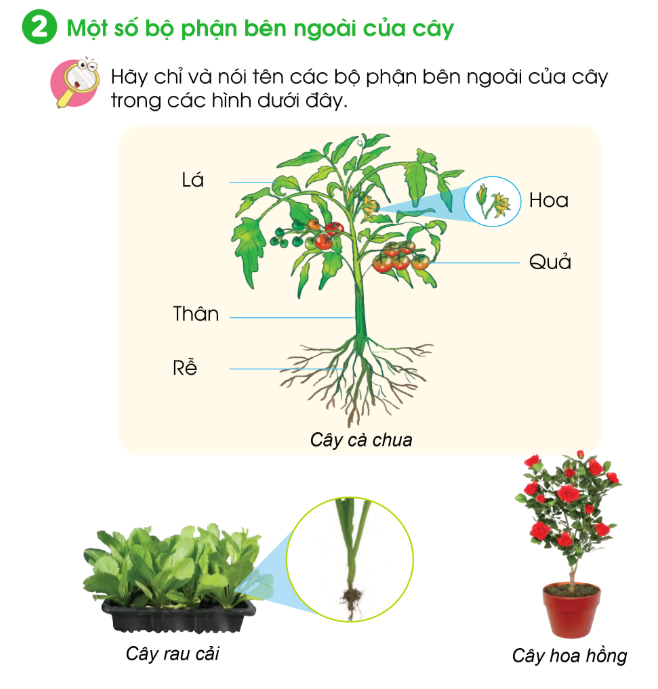 2 Một số bộ phận bên ngoài của cây
Hãy chỉ và nói tên các bộ phận bên ngoài của cây
trong các hình dưới đây.
Lá
Hoa
Quả
Thân
Rễ
Cây cà chua
Cây rau cải
Cây hoa hồng